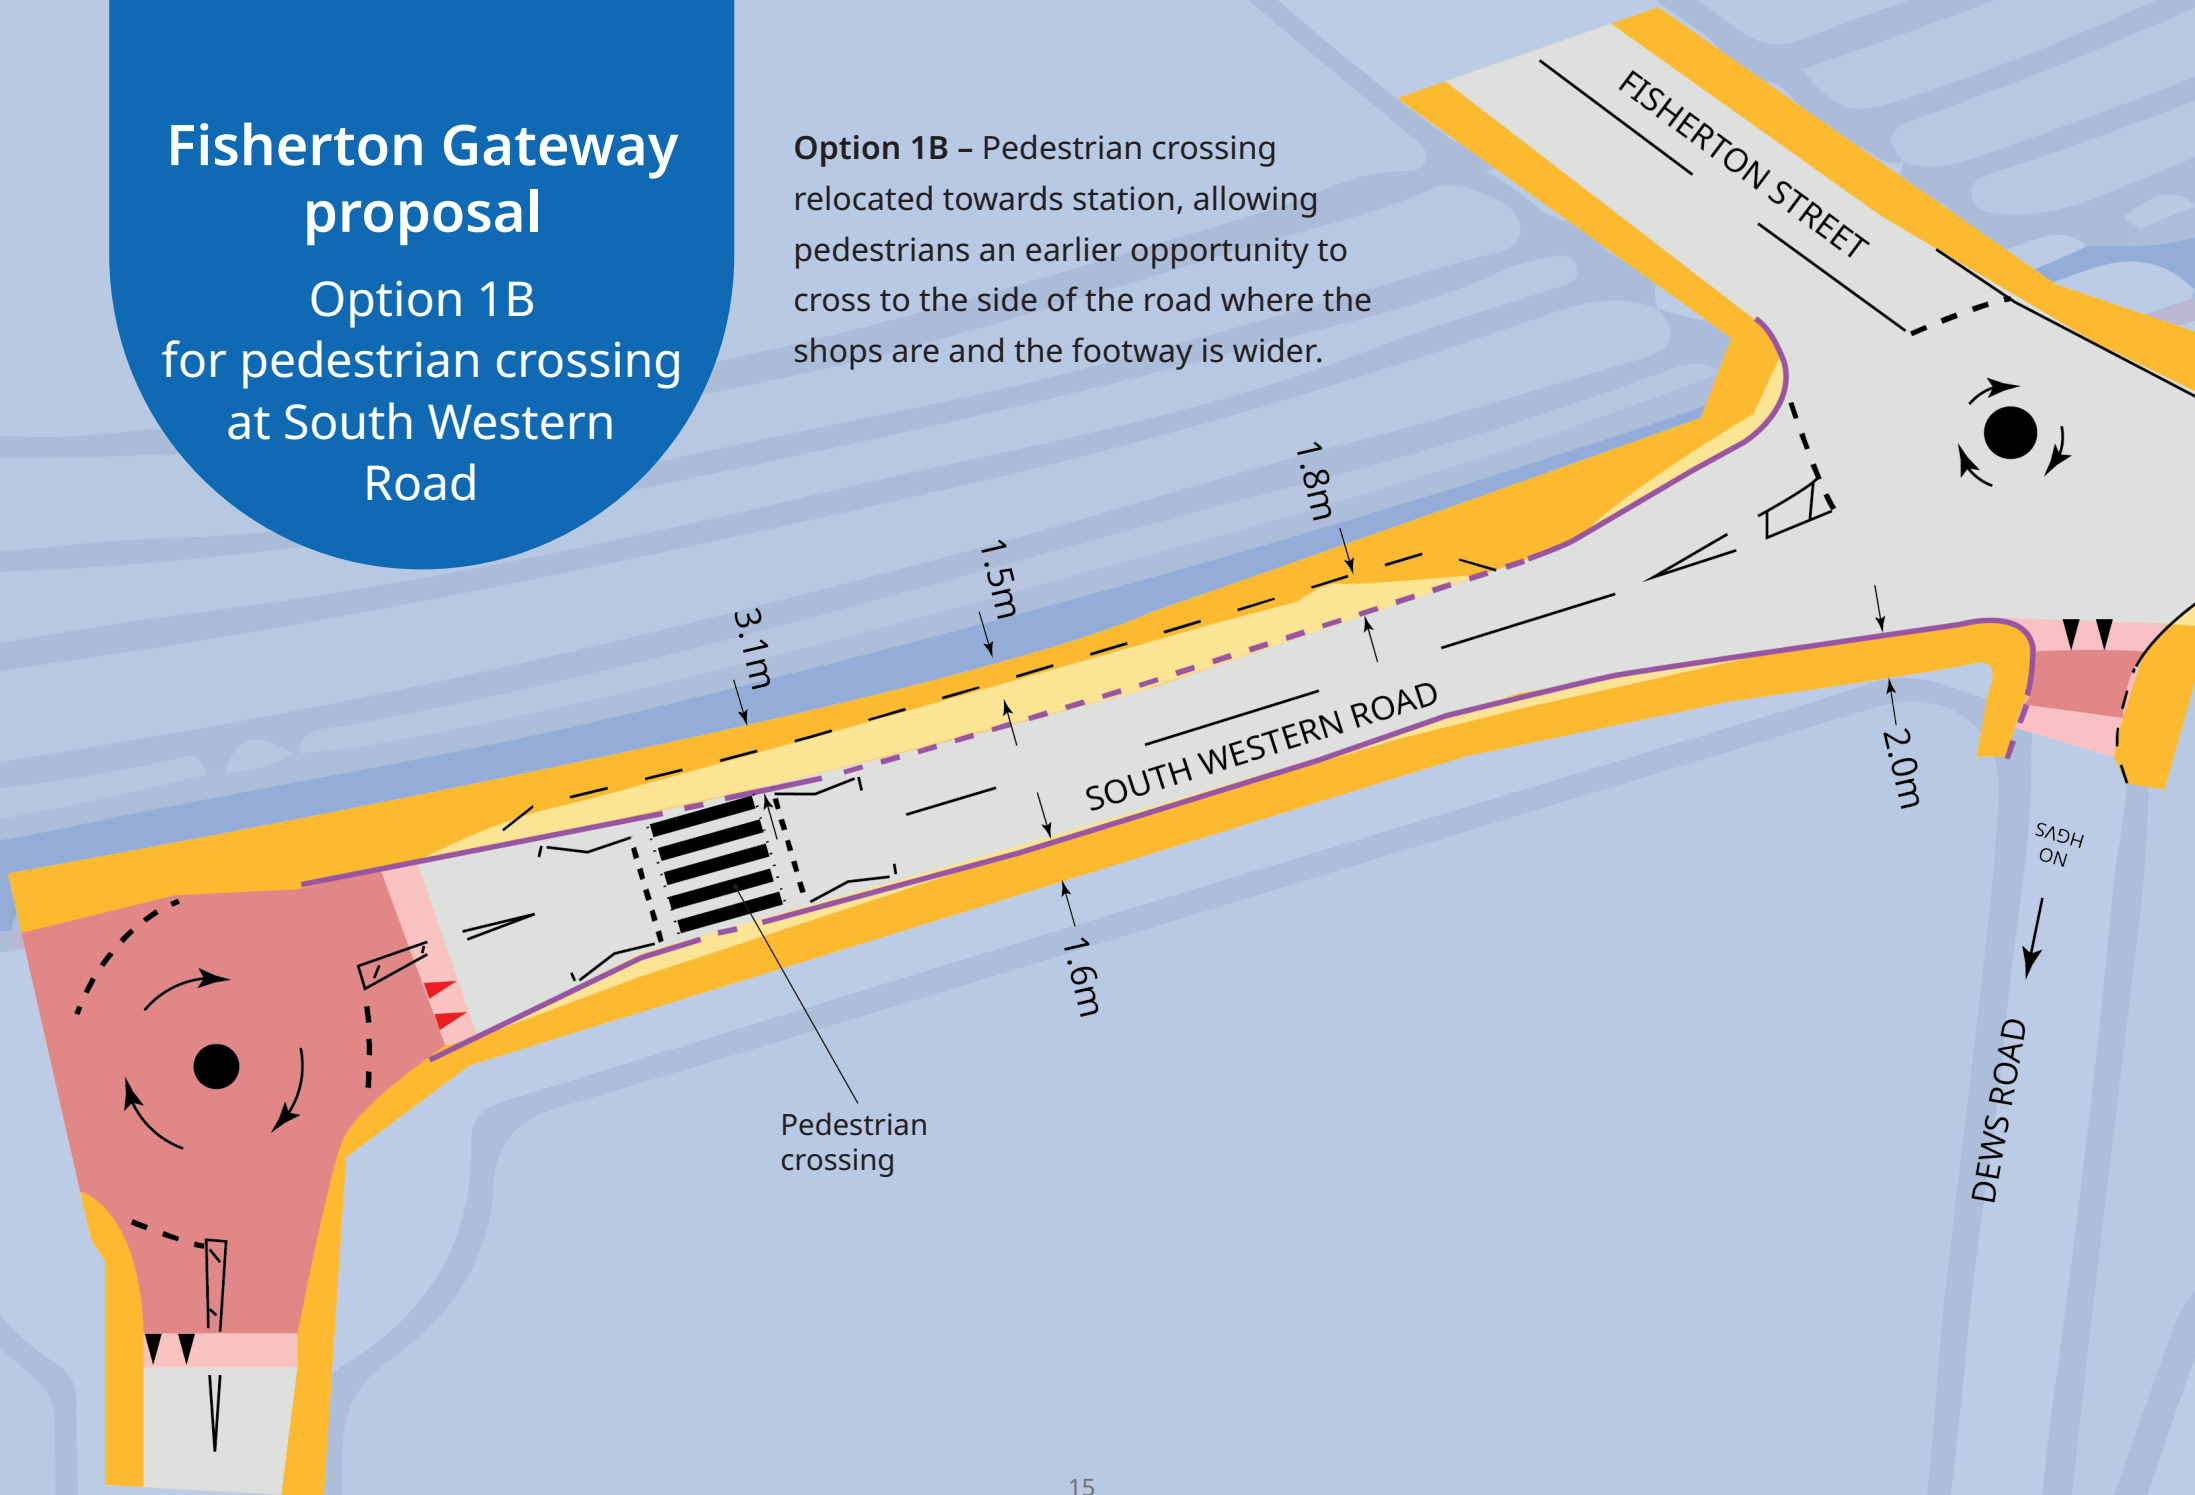 Fisherton Gateway
proposal
Option 1B
for pedestrian crossing
at South Western
Road
Option 1B – Pedestrian crossing
relocated towards station, allowing
pedestrians an earlier opportunity to
cross to the side of the road where the
shops are and the footway is wider.
FISHERTON STREET
1.8m
1.5m
3.1m
SOUTH WESTERN ROAD
2.0m
1.6m
NO
HGVS
DEWS ROAD
Pedestrian
crossing
15